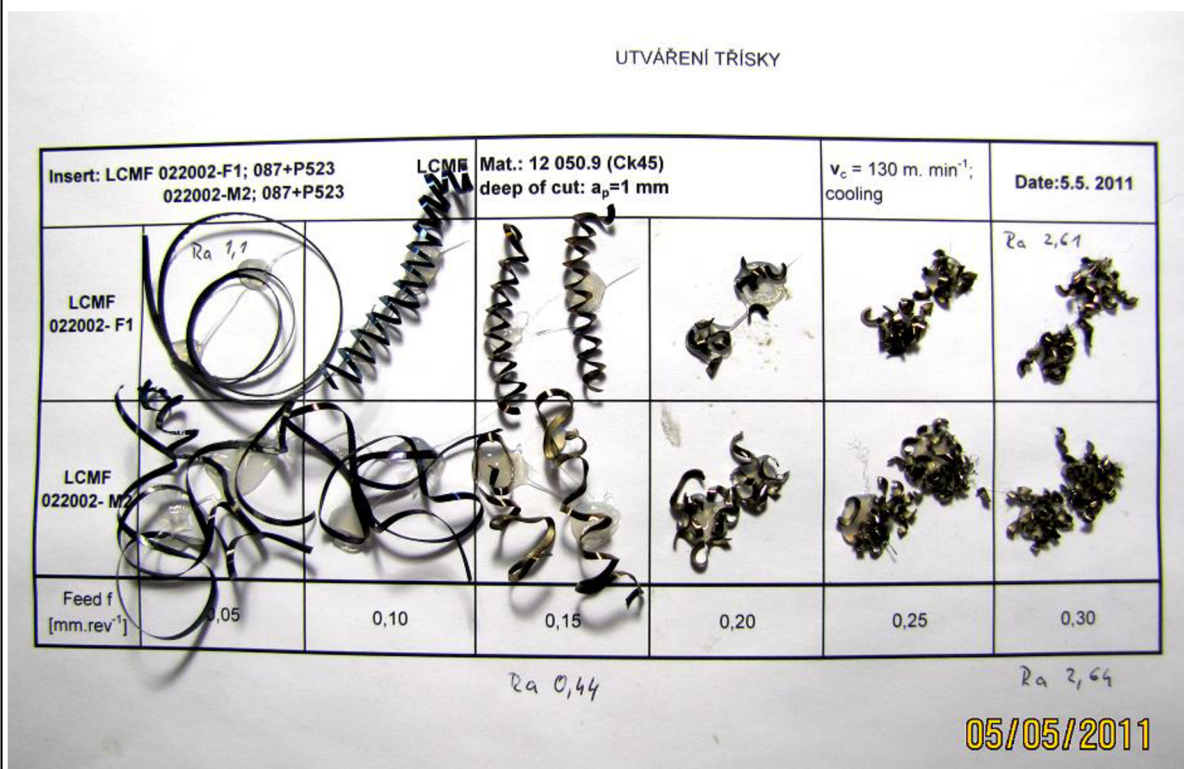 UTVÁŘENÍ TŘÍSKY
Insert: LCMF 022002-F1; 087+P523
022002-M2; 087+P523
LCMF
Mat.: 12 050.9 (Ck45)
deep of cut: aₚ=1 mm
v꜀ = 130 m. min⁻¹;
cooling
Date:5.5. 2011
LCMF
022002- F1
Ra 1,1
Ra 2,61
LCMF
022002- M2
Feed f
[mm.rev⁻¹]
0,05
0,10
0,15
0,20
0,25
0,30
Ra 0,44
Ra 2,64
05/05/2011